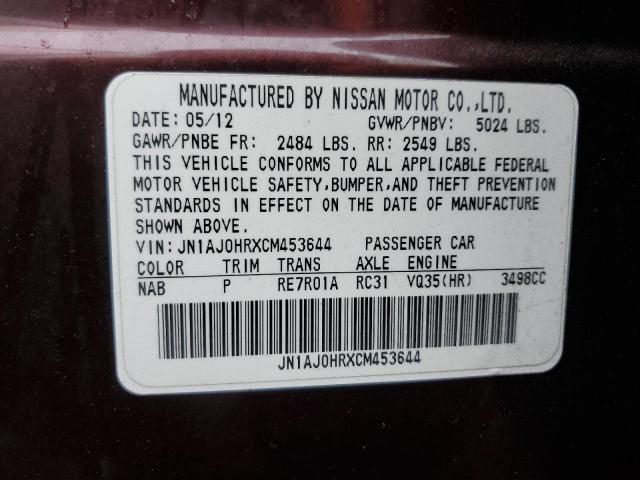 MANUFACTURED BY NISSAN MOTOR CO.,LTD.
DATE: 05/12 GVWR/PNBV: 5024 LBS.
GAWR/PNBE FR: 2484 LBS. RR: 2549 LBS.
THIS VEHICLE CONFORMS TO ALL APPLICABLE FEDERAL
MOTOR VEHICLE SAFETY,BUMPER,AND THEFT PREVENTION
STANDARDS IN EFFECT ON THE DATE OF MANUFACTURE
SHOWN ABOVE.
VIN: JN1AJ0HRXCM453644 PASSENGER CAR
COLOR TRIM TRANS AXLE ENGINE
NAB P RE7R01A RC31 VQ35(HR) 3498CC
JN1AJ0HRXCM453644